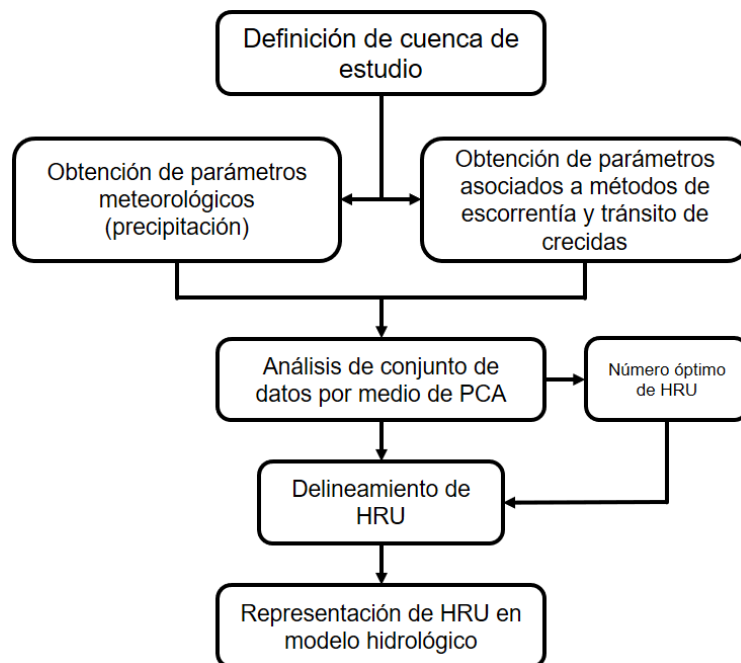 Definición de cuenca de
estudio
Obtención de parámetros
meteorológicos
(precipitación)
Obtención de parámetros
asociados a métodos de
escorrentía y tránsito de
crecidas
Análisis de conjunto de
datos por medio de PCA
Número óptimo
de HRU
Delineamiento de
HRU
Representación de HRU en
modelo hidrológico